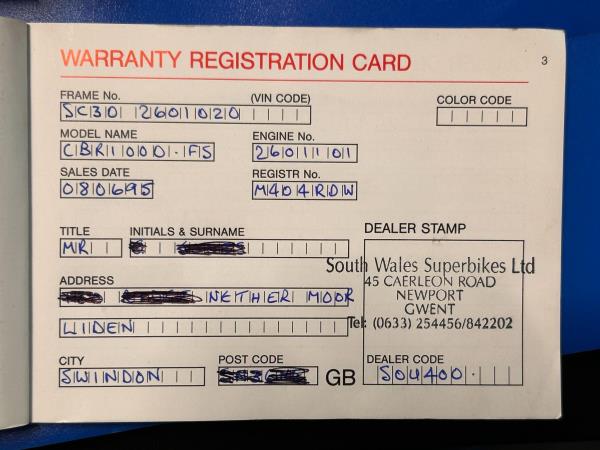 WARRANTY REGISTRATION CARD
3
FRAME No. (VIN CODE) COLOR CODE
SC30 2601020
MODEL NAME ENGINE No.
CBR1000.FS 2601101
SALES DATE REGISTR No.
080695 M404RDW
TITLE INITIALS & SURNAME DEALER STAMP
MR
South Wales Superbikes Ltd
45 CAERLEON ROAD
NEWPORT
GWENT
Tel: (0633) 254456/842202
ADDRESS
NETHER MOOR
LIDEN
CITY POST CODE DEALER CODE
SWINDON GB SOU400.